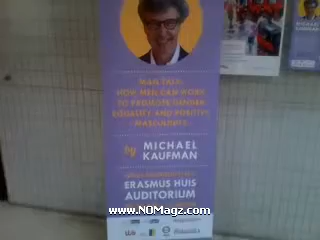 MAN TALK:
HOW MEN CAN WORK
TO PROMOTE GENDER
EQUALITY AND POSITIVE
MASCULINITY
by MICHAEL
KAUFMAN
ERASMUS HUIS
AUDITORIUM
www.NOMagz.com